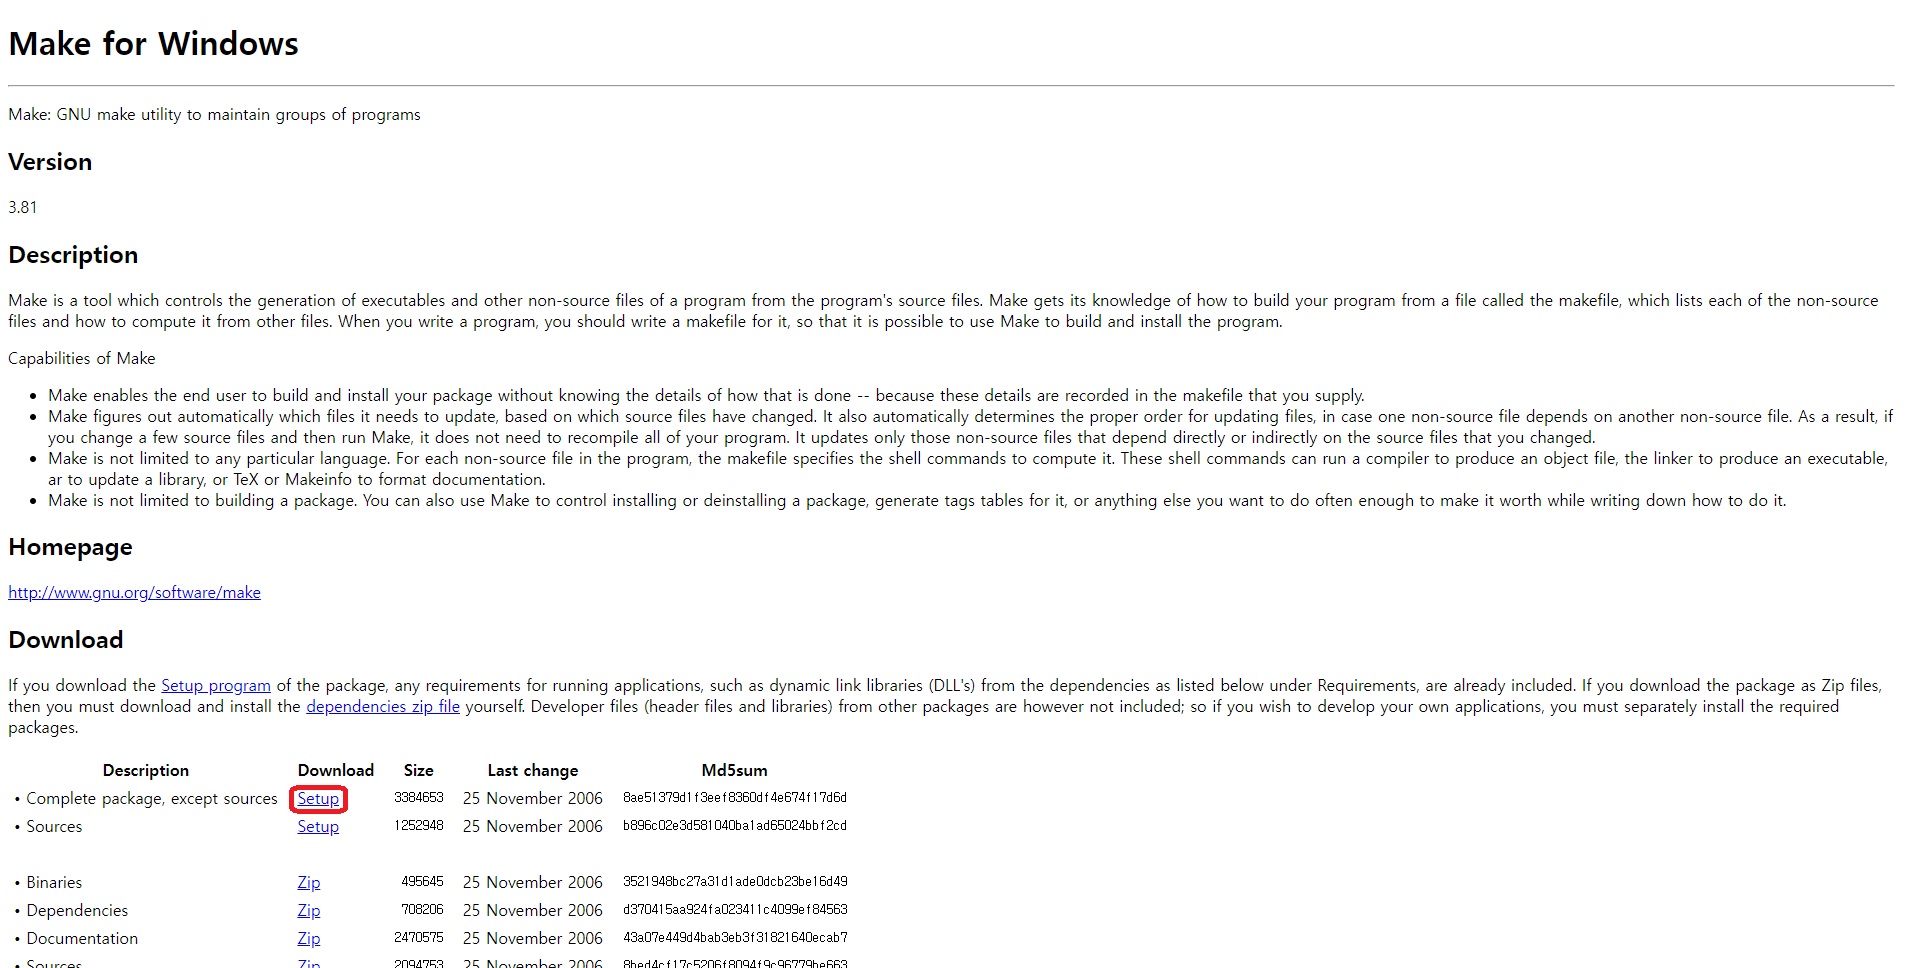 Make for Windows
Make: GNU make utility to maintain groups of programs
Version
3.81
Description
Make is a tool which controls the generation of executables and other non-source files of a program from the program's source files. Make gets its knowledge of how to build your program from a file called the makefile, which lists each of the non-source
files and how to compute it from other files. When you write a program, you should write a makefile for it, so that it is possible to use Make to build and install the program.
Capabilities of Make
• Make enables the end user to build and install your package without knowing the details of how that is done -- because these details are recorded in the makefile that you supply.
• Make figures out automatically which files it needs to update, based on which source files have changed. It also automatically determines the proper order for updating files, in case one non-source file depends on another non-source file. As a result, if
you change a few source files and then run Make, it does not need to recompile all of your program. It updates only those non-source files that depend directly or indirectly on the source files that you changed.
• Make is not limited to any particular language. For each non-source file in the program, the makefile specifies the shell commands to compute it. These shell commands can run a compiler to produce an object file, the linker to produce an executable,
ar to update a library, or TeX or Makeinfo to format documentation.
• Make is not limited to building a package. You can also use Make to control installing or deinstalling a package, generate tags tables for it, or anything else you want to do often enough to make it worth while writing down how to do it.
Homepage
http://www.gnu.org/software/make
Download
If you download the Setup program of the package, any requirements for running applications, such as dynamic link libraries (DLL's) from the dependencies as listed below under Requirements, are already included. If you download the package as Zip files,
then you must download and install the dependencies zip file yourself. Developer files (header files and libraries) from other packages are however not included; so if you wish to develop your own applications, you must separately install the required
packages.
Description Download Size Last change Md5sum
• Complete package, except sources Setup 3384653 25 November 2006 8ae51379d1f3eef8360df4e674f17d6d
• Sources Setup 1252948 25 November 2006 b896c02e3d581040ba1ad65024bbf2cd
• Binaries Zip 495645 25 November 2006 3521948bc27a31d1ade0dcb23be16d49
• Dependencies Zip 708206 25 November 2006 d370415aa924fa023411c4099ef84563
• Documentation Zip 2470575 25 November 2006 43a07e449d4bab3eb3f31821640ecab7
• Sources Zip 2094753 25 November 2006 8bed4cf17c5206f8094f9c96779be663